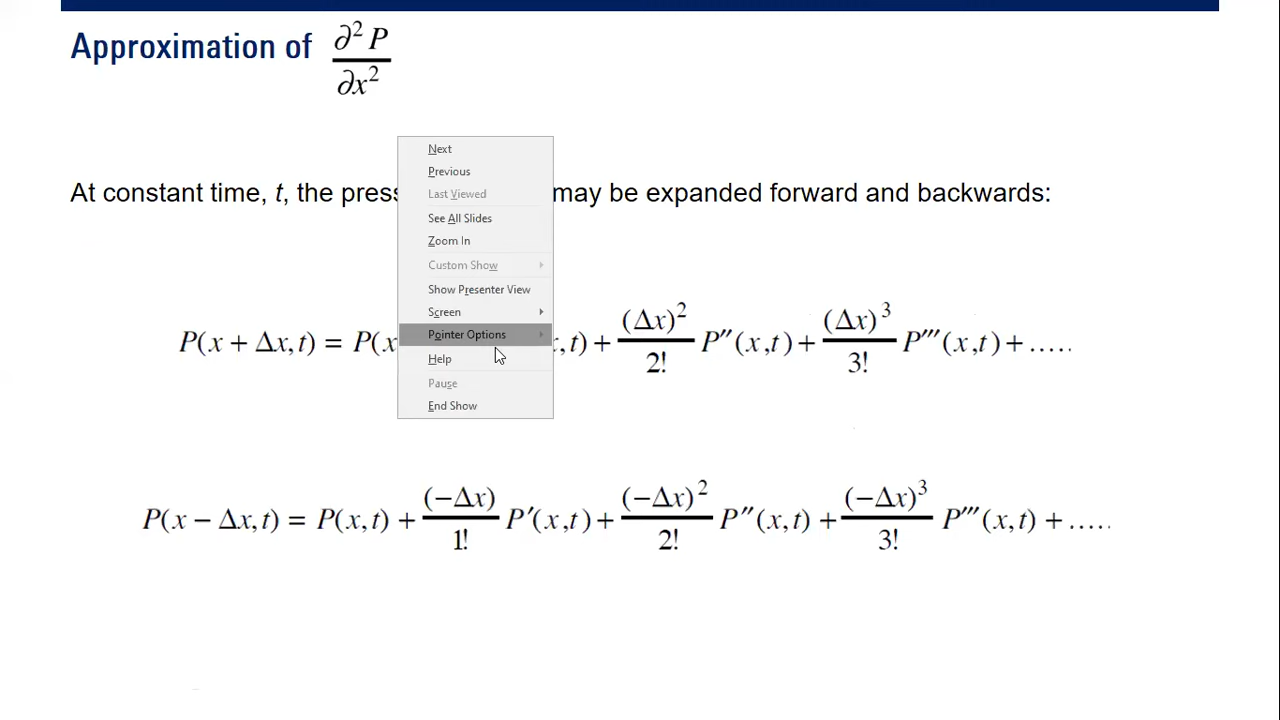 Approximation of ∂²P/∂x²
Next
Previous
At constant time, t, the press may be expanded forward and backwards:
Last Viewed
See All Slides
Zoom In
Custom Show
Show Presenter View
Screen
Pointer Options
P(x + Δx,t) = P(x ,t) + (Δx)²/2! P″(x,t) + (Δx)³/3! P‴(x,t) + .....
Help
Pause
End Show
P(x − Δx,t) = P(x,t) + (−Δx)/1! P′(x,t) + (−Δx)²/2! P″(x,t) + (−Δx)³/3! P‴(x,t) + .....